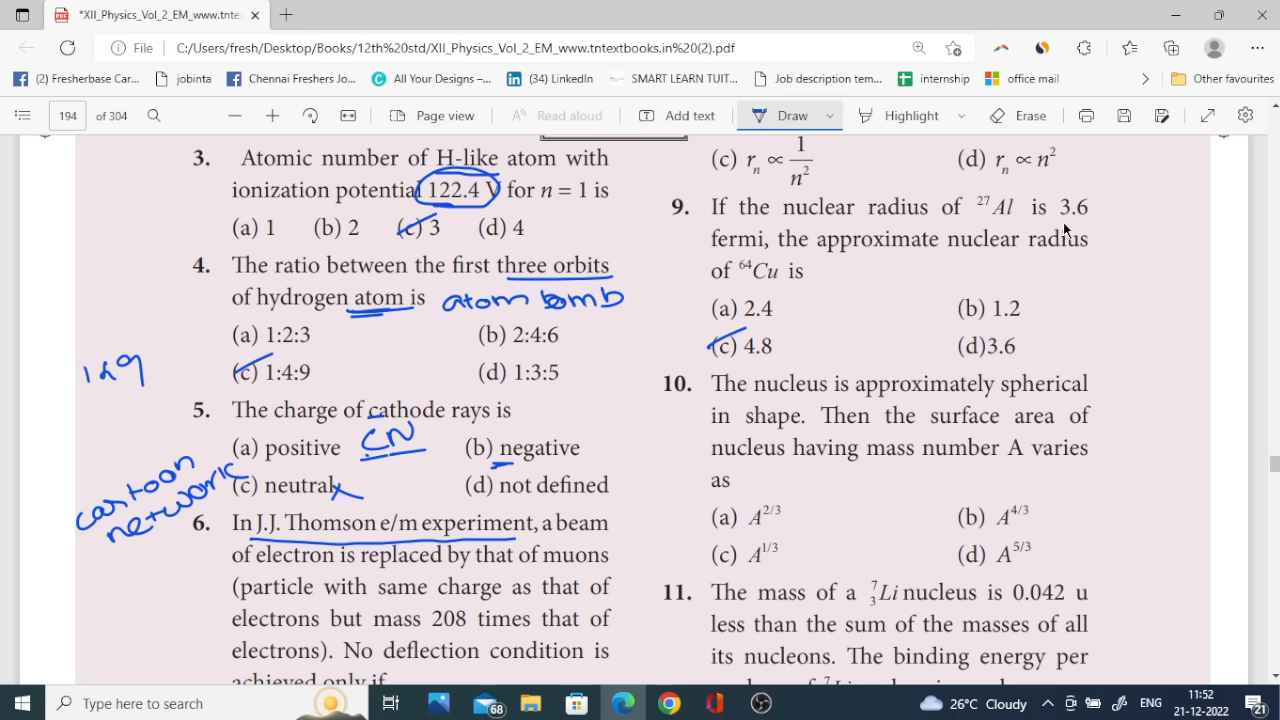 *XII_Physics_Vol_2_EM_www.tnte
File
C:/Users/fresh/Desktop/Books/12th%20std/XII_Physics_Vol_2_EM_www.tntextbooks.in%20(2).pdf
(2) Fresherbase Car...
jobinta
Chennai Freshers Jo...
All Your Designs –...
(34) LinkedIn
SMART LEARN TUIT...
Job description tem...
internship
office mail
Other favourites
194 of 304
Page view
Read aloud
Add text
Draw
Highlight
Erase
3. Atomic number of H-like atom with
ionization potential 122.4 V for n = 1 is
(a) 1 (b) 2 (c) 3 (d) 4
4. The ratio between the first three orbits
of hydrogen atom is atom bomb
(a) 1:2:3 (b) 2:4:6
(c) 1:4:9 (d) 1:3:5
149
5. The charge of cathode rays is
(a) positive CN (b) negative
(c) neutral (d) not defined
cartoon
network
6. In J.J. Thomson e/m experiment, a beam
of electron is replaced by that of muons
(particle with same charge as that of
electrons but mass 208 times that of
electrons). No deflection condition is
achieved only if
(c) rₙ ∝ 1/n² (d) rₙ ∝ n²
9. If the nuclear radius of ²⁷Al is 3.6
fermi, the approximate nuclear radius
of ⁶⁴Cu is
(a) 2.4 (b) 1.2
(c) 4.8 (d)3.6
10. The nucleus is approximately spherical
in shape. Then the surface area of
nucleus having mass number A varies
as
(a) A^2/3 (b) A^4/3
(c) A^1/3 (d) A^5/3
11. The mass of a ⁷₃Li nucleus is 0.042 u
less than the sum of the masses of all
its nucleons. The binding energy per
Type here to search
68
26°C Cloudy
ENG
11:52
21-12-2022
21